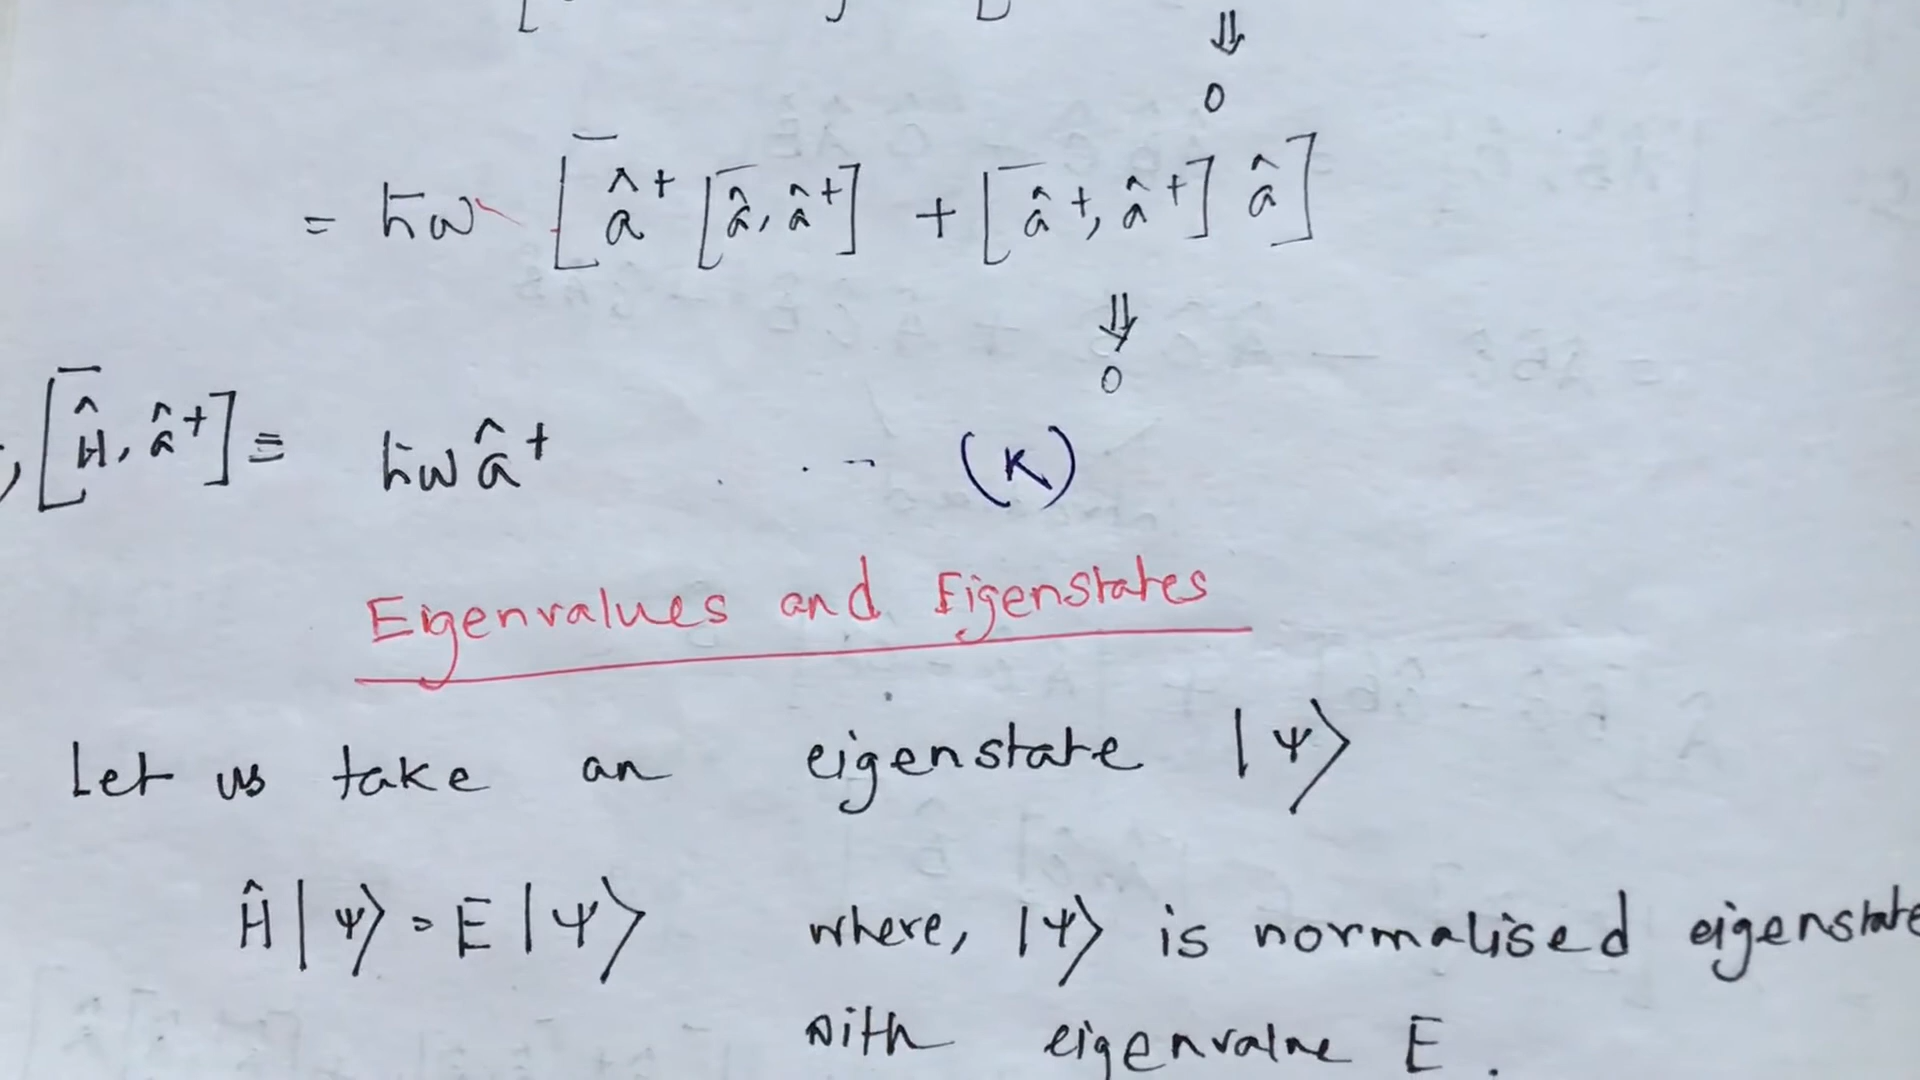 ⇓
0
= ħω [â† [â, â†] + [â†, â†] â]
⇓
0
, [Ĥ, â†] = ħω â† . .. (K)
Eigenvalues and Eigenstates
Let us take an eigenstate |ψ⟩
Ĥ|ψ⟩ = E|ψ⟩ where, |ψ⟩ is normalised eigenstate
with eigenvalue E.